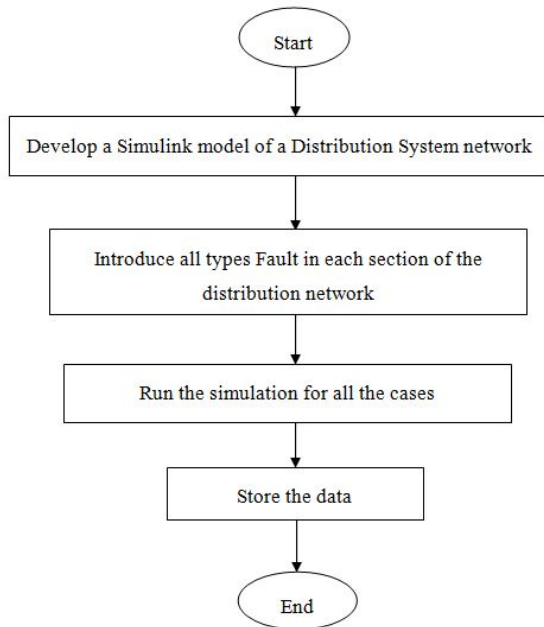 Start
Develop a Simulink model of a Distribution System network
Introduce all types Fault in each section of the
distribution network
Run the simulation for all the cases
Store the data
End